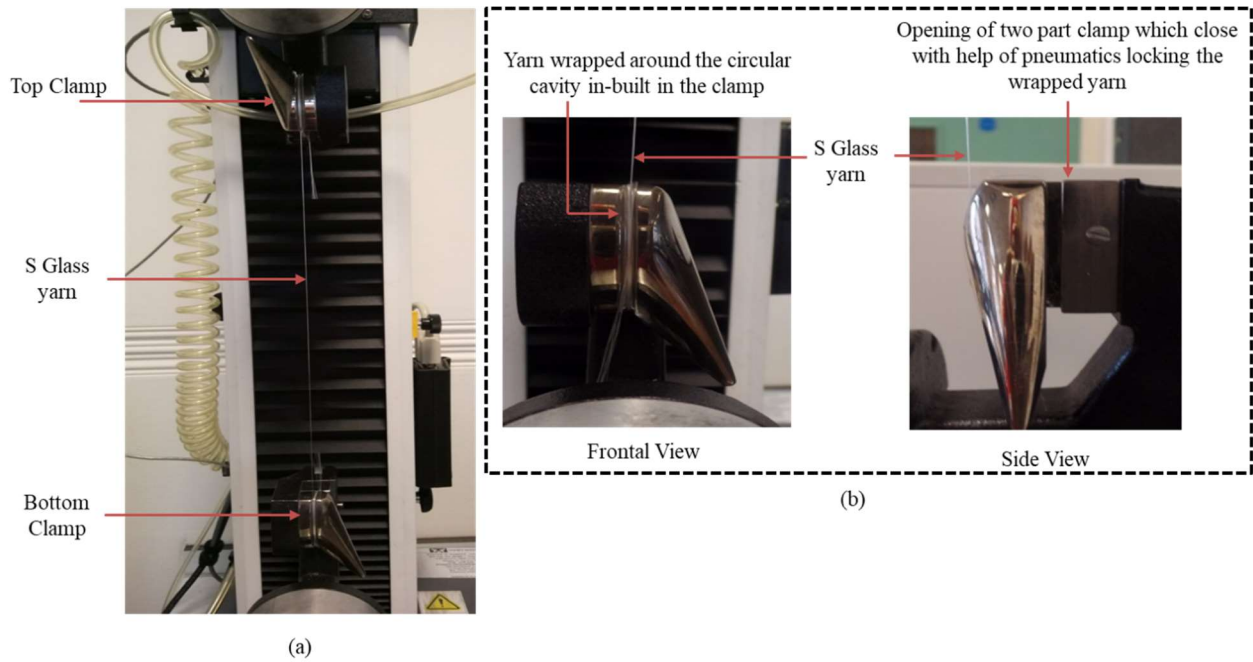 Top Clamp
S Glass
yarn
Bottom
Clamp
(a)
Yarn wrapped around the circular
cavity in-built in the clamp
Opening of two part clamp which close
with help of pneumatics locking the
wrapped yarn
S Glass
yarn
Frontal View
Side View
(b)